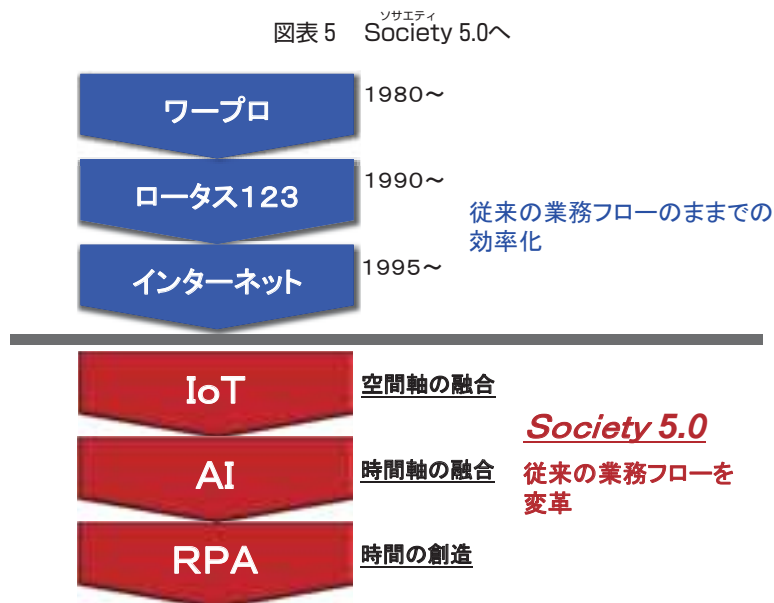 ソサエティ
図表5 Society 5.0へ
ワープロ
1980〜
ロータス123
1990〜
従来の業務フローのままでの
効率化
インターネット
1995〜
IoT
空間軸の融合
Society 5.0
AI
時間軸の融合
従来の業務フローを
変革
RPA
時間の創造